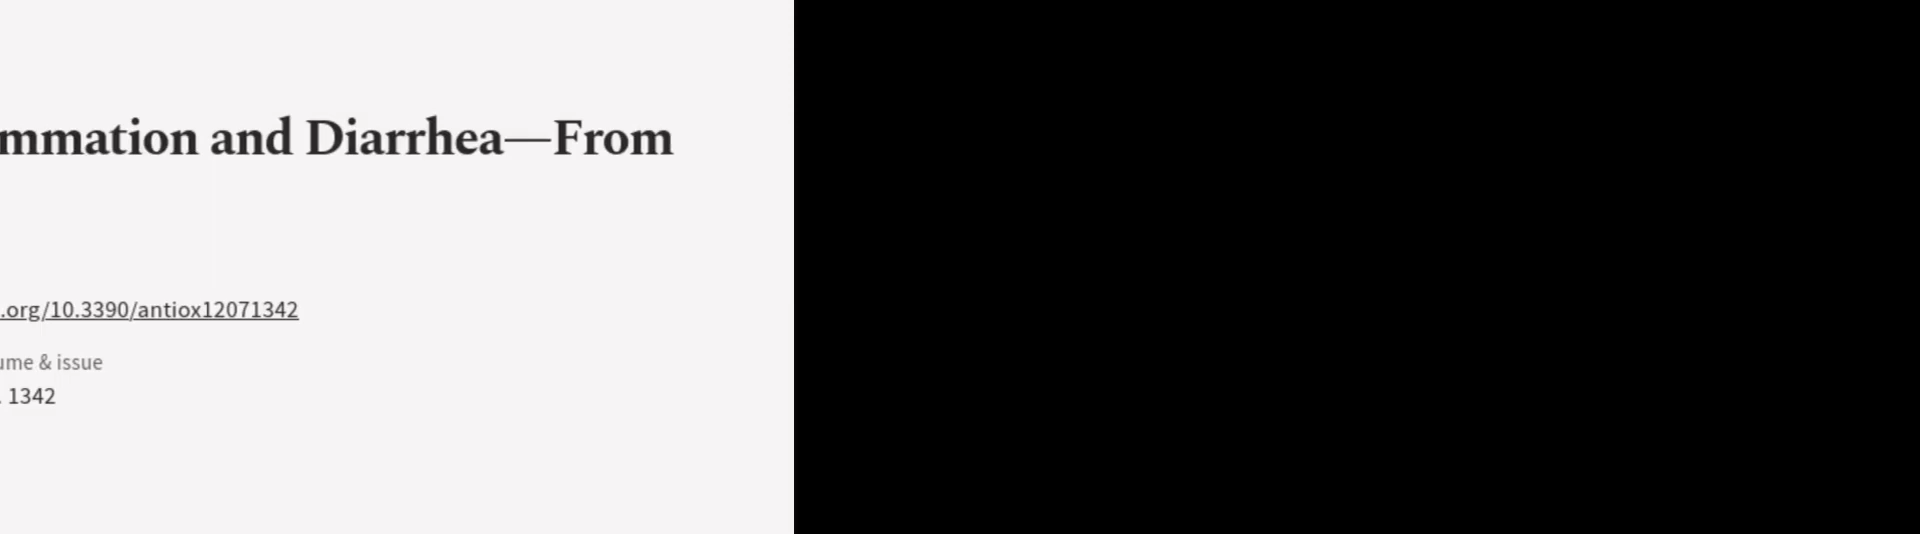 mmation and Diarrhea—From
.org/10.3390/antiox12071342
ume & issue
. 1342